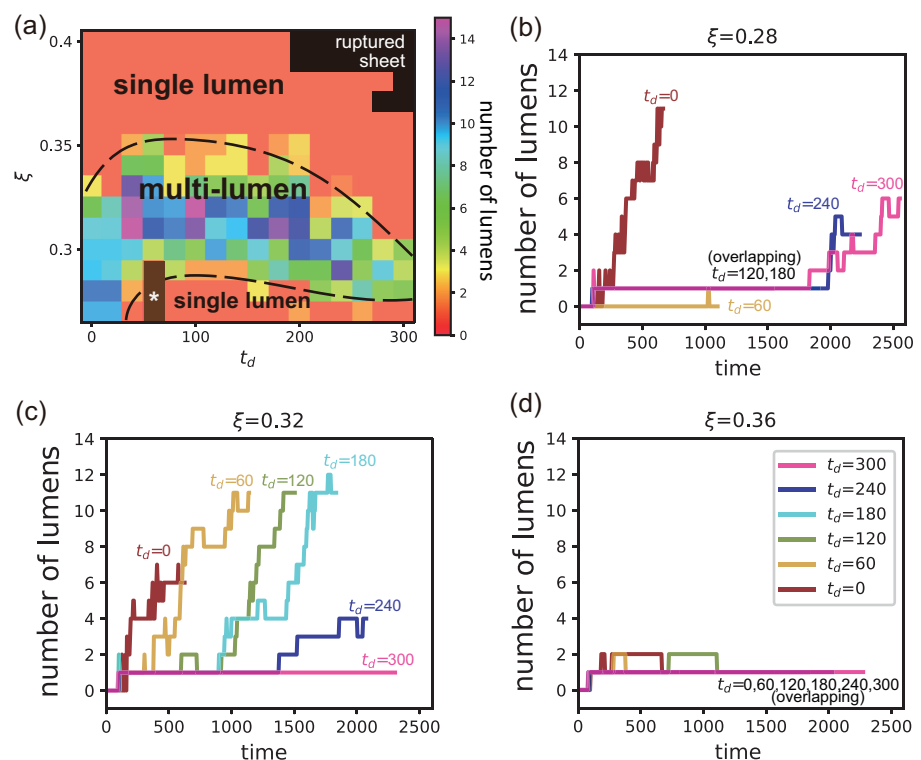 (a)
0.4
0.35
0.3
ξ
0
100
200
300
t_d
ruptured
sheet
single lumen
multi-lumen
single lumen
*
14
12
10
8
6
4
2
0
number of lumens
(b)
ξ=0.28
14
12
10
8
6
4
2
0
number of lumens
t_d=0
t_d=300
t_d=240
(overlapping)
t_d=120,180
t_d=60
0
500
1000
1500
2000
2500
time
(c)
ξ=0.32
14
12
10
8
6
4
2
0
number of lumens
t_d=180
t_d=60
t_d=120
t_d=0
t_d=240
t_d=300
0
500
1000
1500
2000
2500
time
(d)
ξ=0.36
14
12
10
8
6
4
2
0
number of lumens
t_d=300
t_d=240
t_d=180
t_d=120
t_d=60
t_d=0
t_d=0,60,120,180,240,300
(overlapping)
0
500
1000
1500
2000
2500
time